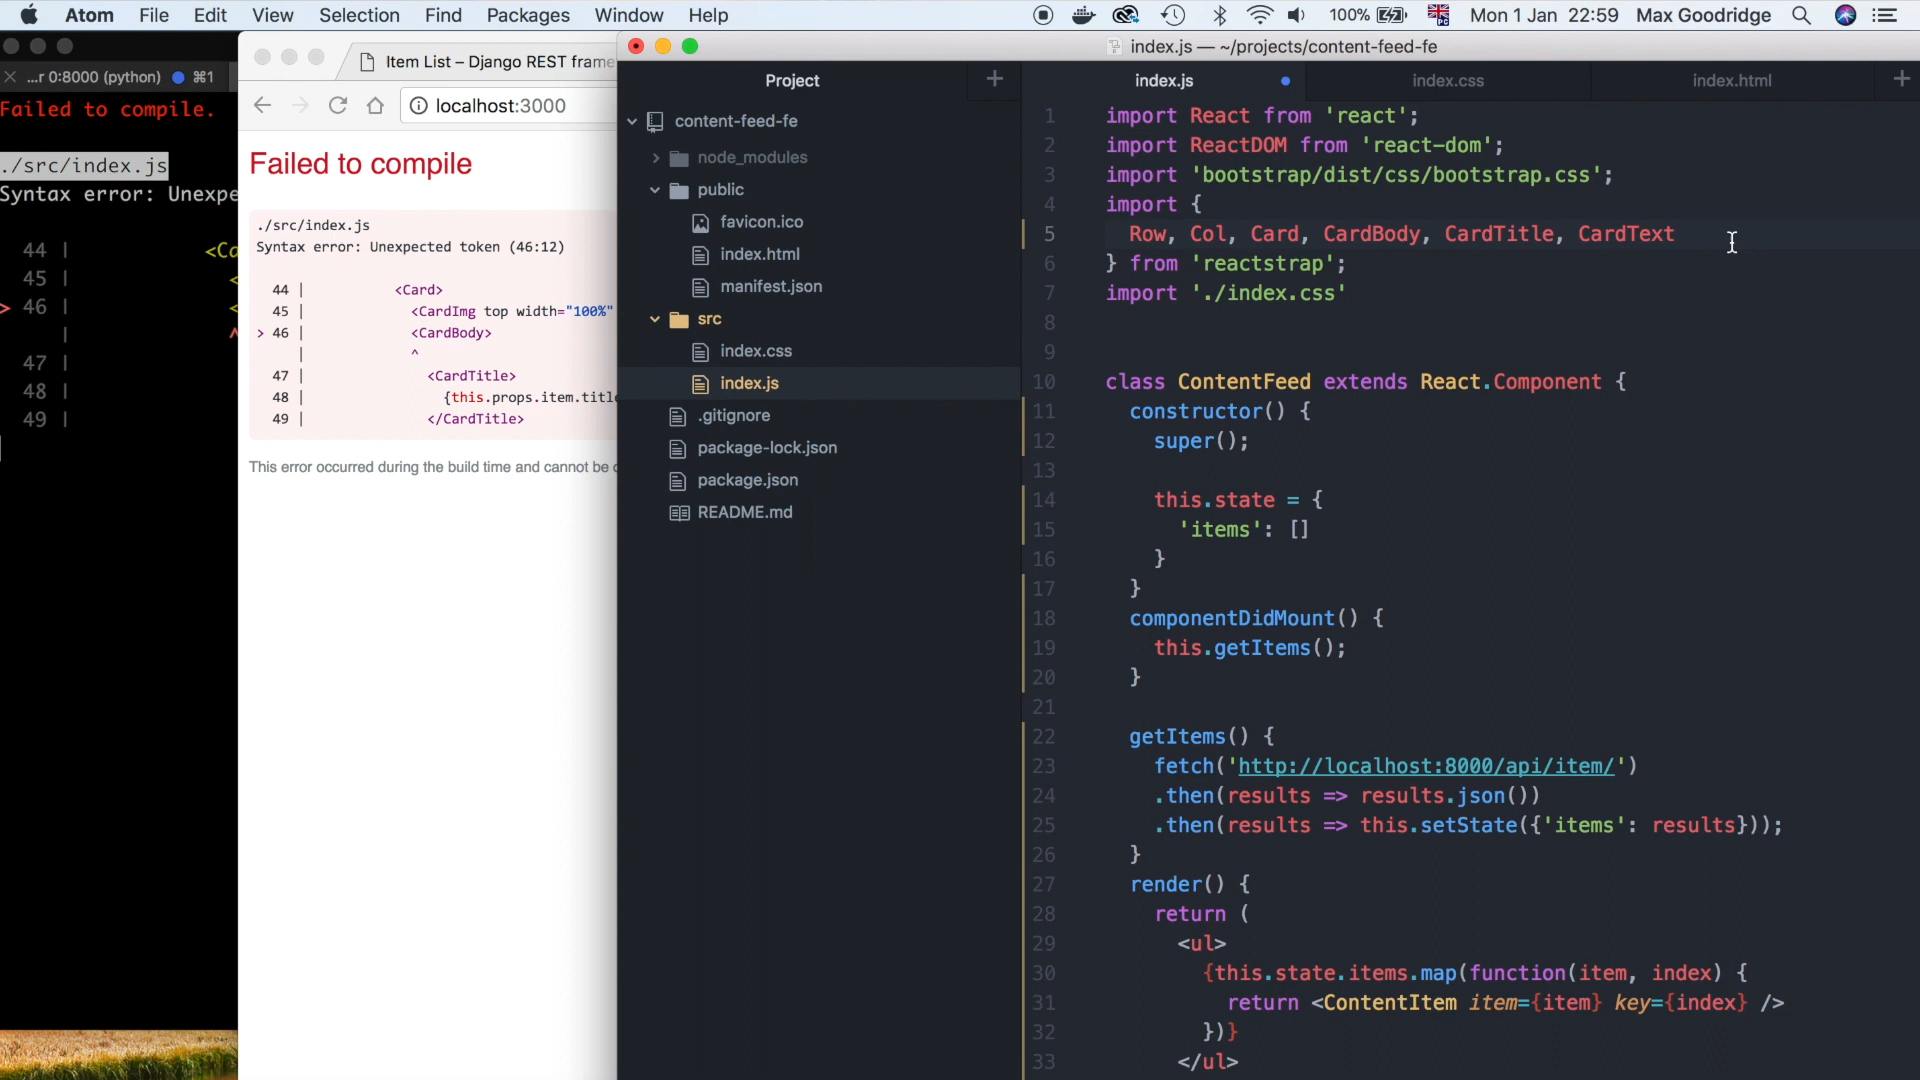 Atom File Edit View Selection Find Packages Window Help 100% Mon 1 Jan 22:59 Max Goodridge
...r 0:8000 (python) ⌘1
Failed to compile.
./src/index.js
Syntax error: Unexpe
44 | <Ca
45 | <
> 46 | <
| ^
47 |
48 |
49 |
Item List – Django REST frame
localhost:3000
Failed to compile
./src/index.js
Syntax error: Unexpected token (46:12)
44 | <Card>
45 | <CardImg top width="100%"
> 46 | <CardBody>
| ^
47 | <CardTitle>
48 | {this.props.item.title
49 | </CardTitle>
This error occurred during the build time and cannot be
index.js — ~/projects/content-feed-fe
Project
content-feed-fe
node_modules
public
favicon.ico
index.html
manifest.json
src
index.css
index.js
.gitignore
package-lock.json
package.json
README.md
index.js index.css index.html
1 import React from 'react';
2 import ReactDOM from 'react-dom';
3 import 'bootstrap/dist/css/bootstrap.css';
4 import {
5 Row, Col, Card, CardBody, CardTitle, CardText
6 } from 'reactstrap';
7 import './index.css'
8
9
10 class ContentFeed extends React.Component {
11 constructor() {
12 super();
13
14 this.state = {
15 'items': []
16 }
17 }
18 componentDidMount() {
19 this.getItems();
20 }
21
22 getItems() {
23 fetch('http://localhost:8000/api/item/')
24 .then(results => results.json())
25 .then(results => this.setState({'items': results}));
26 }
27 render() {
28 return (
29 <ul>
30 {this.state.items.map(function(item, index) {
31 return <ContentItem item={item} key={index} />
32 })}
33 </ul>